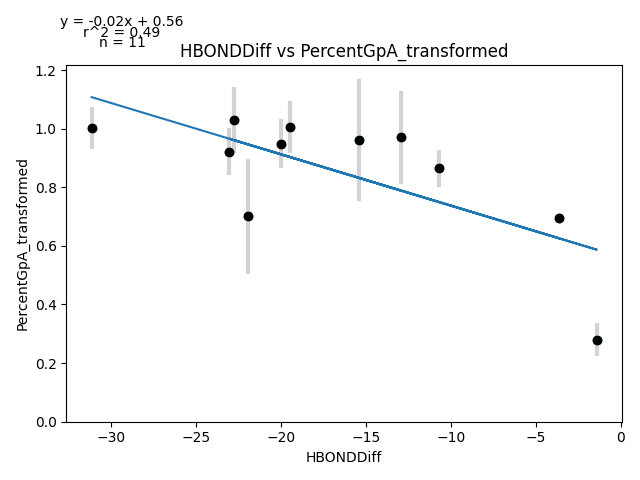 y = -0.02x + 0.56
r^2 = 0.49
n = 11
HBONDDiff vs PercentGpA_transformed
1.2
1.0
0.8
0.6
0.4
0.2
0.0
PercentGpA_transformed
−30
−25
−20
−15
−10
−5
0
HBONDDiff